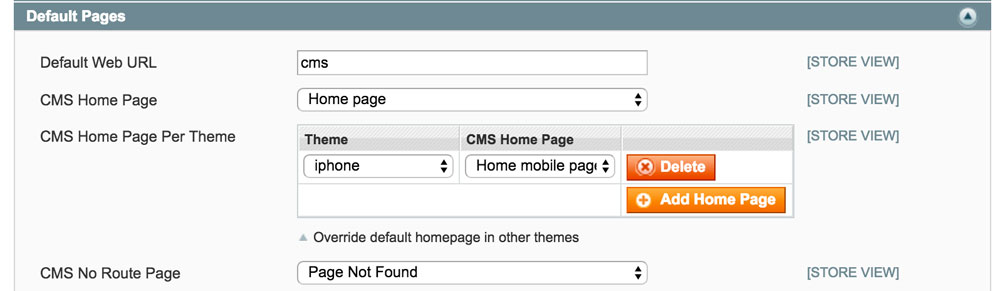 Default Pages
Default Web URL cms [STORE VIEW]
CMS Home Page Home page [STORE VIEW]
CMS Home Page Per Theme Theme CMS Home Page [STORE VIEW]
iphone Home mobile page Delete
Add Home Page
Override default homepage in other themes
CMS No Route Page Page Not Found [STORE VIEW]